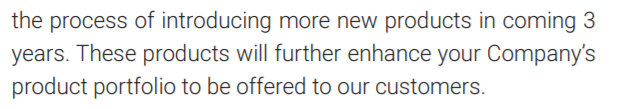 the process of introducing more new products in coming 3
years. These products will further enhance your Company's
product portfolio to be offered to our customers.